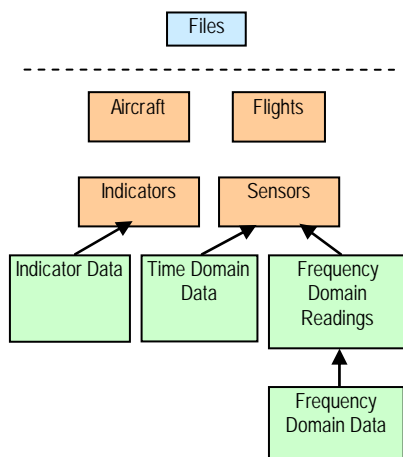 Files
Aircraft
Flights
Indicators
Sensors
Indicator Data
Time Domain
Data
Frequency
Domain
Readings
Frequency
Domain Data